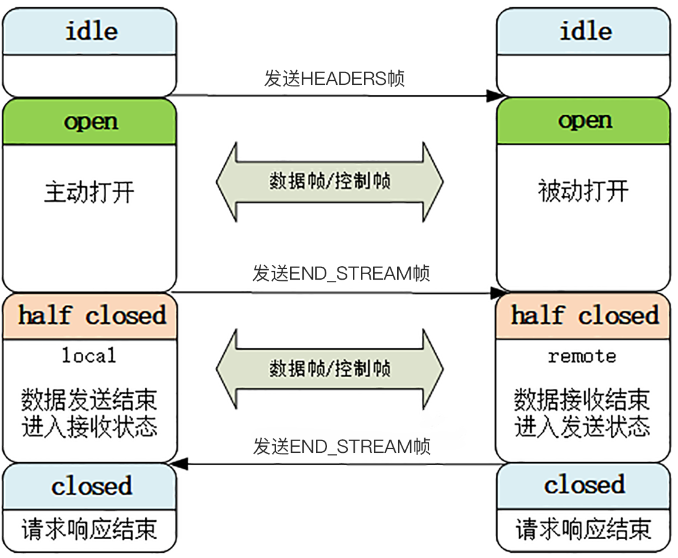 idle
idle
发送HEADERS帧
open
open
主动打开
数据帧/控制帧
被动打开
发送END_STREAM帧
half closed
half closed
local
数据帧/控制帧
remote
数据发送结束
进入接收状态
数据接收结束
进入发送状态
发送END_STREAM帧
closed
closed
请求响应结束
请求响应结束